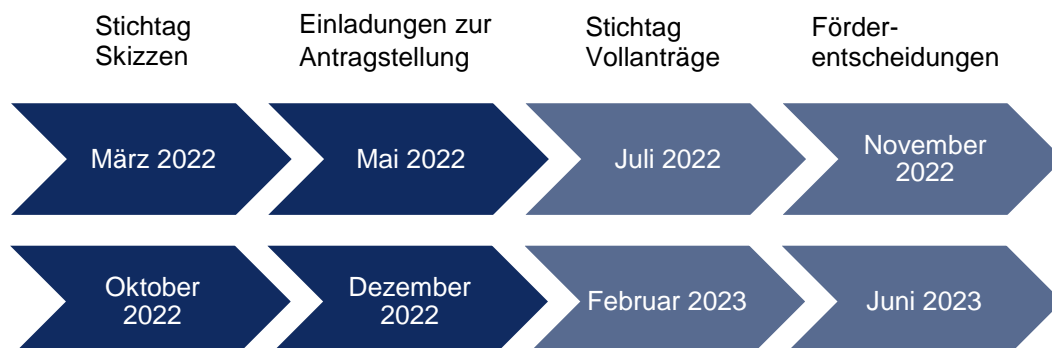 Stichtag
Skizzen
Einladungen zur
Antragstellung
Stichtag
Vollanträge
Förder-
entscheidungen
März 2022
Mai 2022
Juli 2022
November
2022
Oktober
2022
Dezember
2022
Februar 2023
Juni 2023